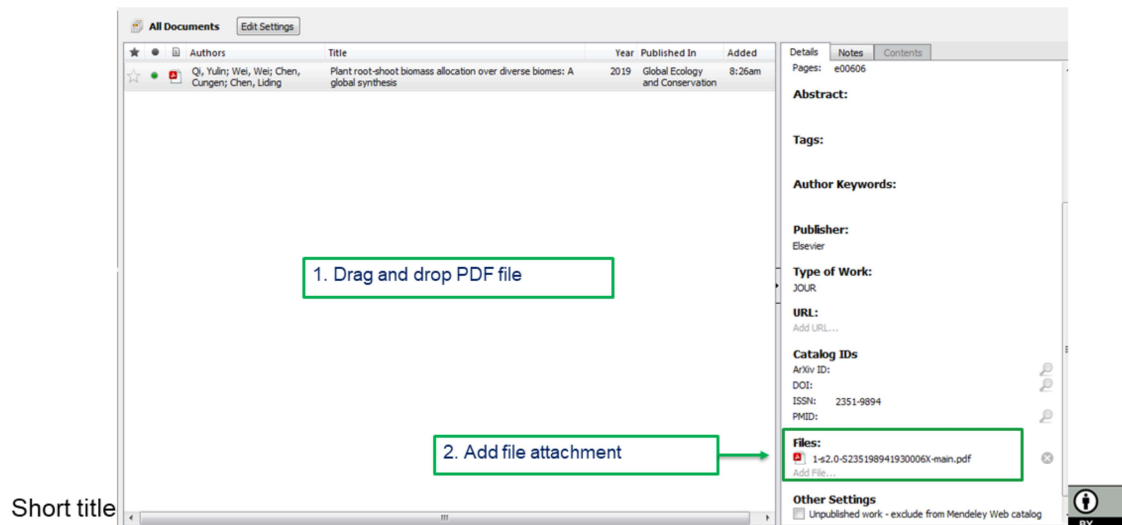 All Documents Edit Settings
Authors Title Year Published In Added
Qi, Yulin; Wei, Wei; Chen, Plant root-shoot biomass allocation over diverse biomes: A 2019 Global Ecology 8:26am
Cungen; Chen, Liding global synthesis and Conservation
Details Notes Contents
Pages: e00606
Abstract:
Tags:
Author Keywords:
Publisher:
Elsevier
1. Drag and drop PDF file
Type of Work:
JOUR
URL:
Add URL...
Catalog IDs
ArXiv ID:
DOI:
ISSN: 2351-9894
PMID:
2. Add file attachment
Files:
1-s2.0-S235198941930006X-main.pdf
Add File...
Other Settings
Unpublished work - exclude from Mendeley Web catalog
Short title
BY